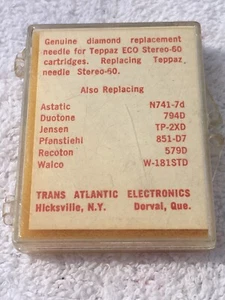 Genuine diamond replacement
needle for Teppaz ECO Stereo-60
cartridges. Replacing Teppaz
needle Stereo-60.
Also Replacing
Astatic N741-7d
Duotone 794D
Jensen TP-2XD
Pfanstiehl 851-D7
Recoton 579D
Walco W-181STD
TRANS ATLANTIC ELECTRONICS
Hicksville, N.Y. Dorval, Que.